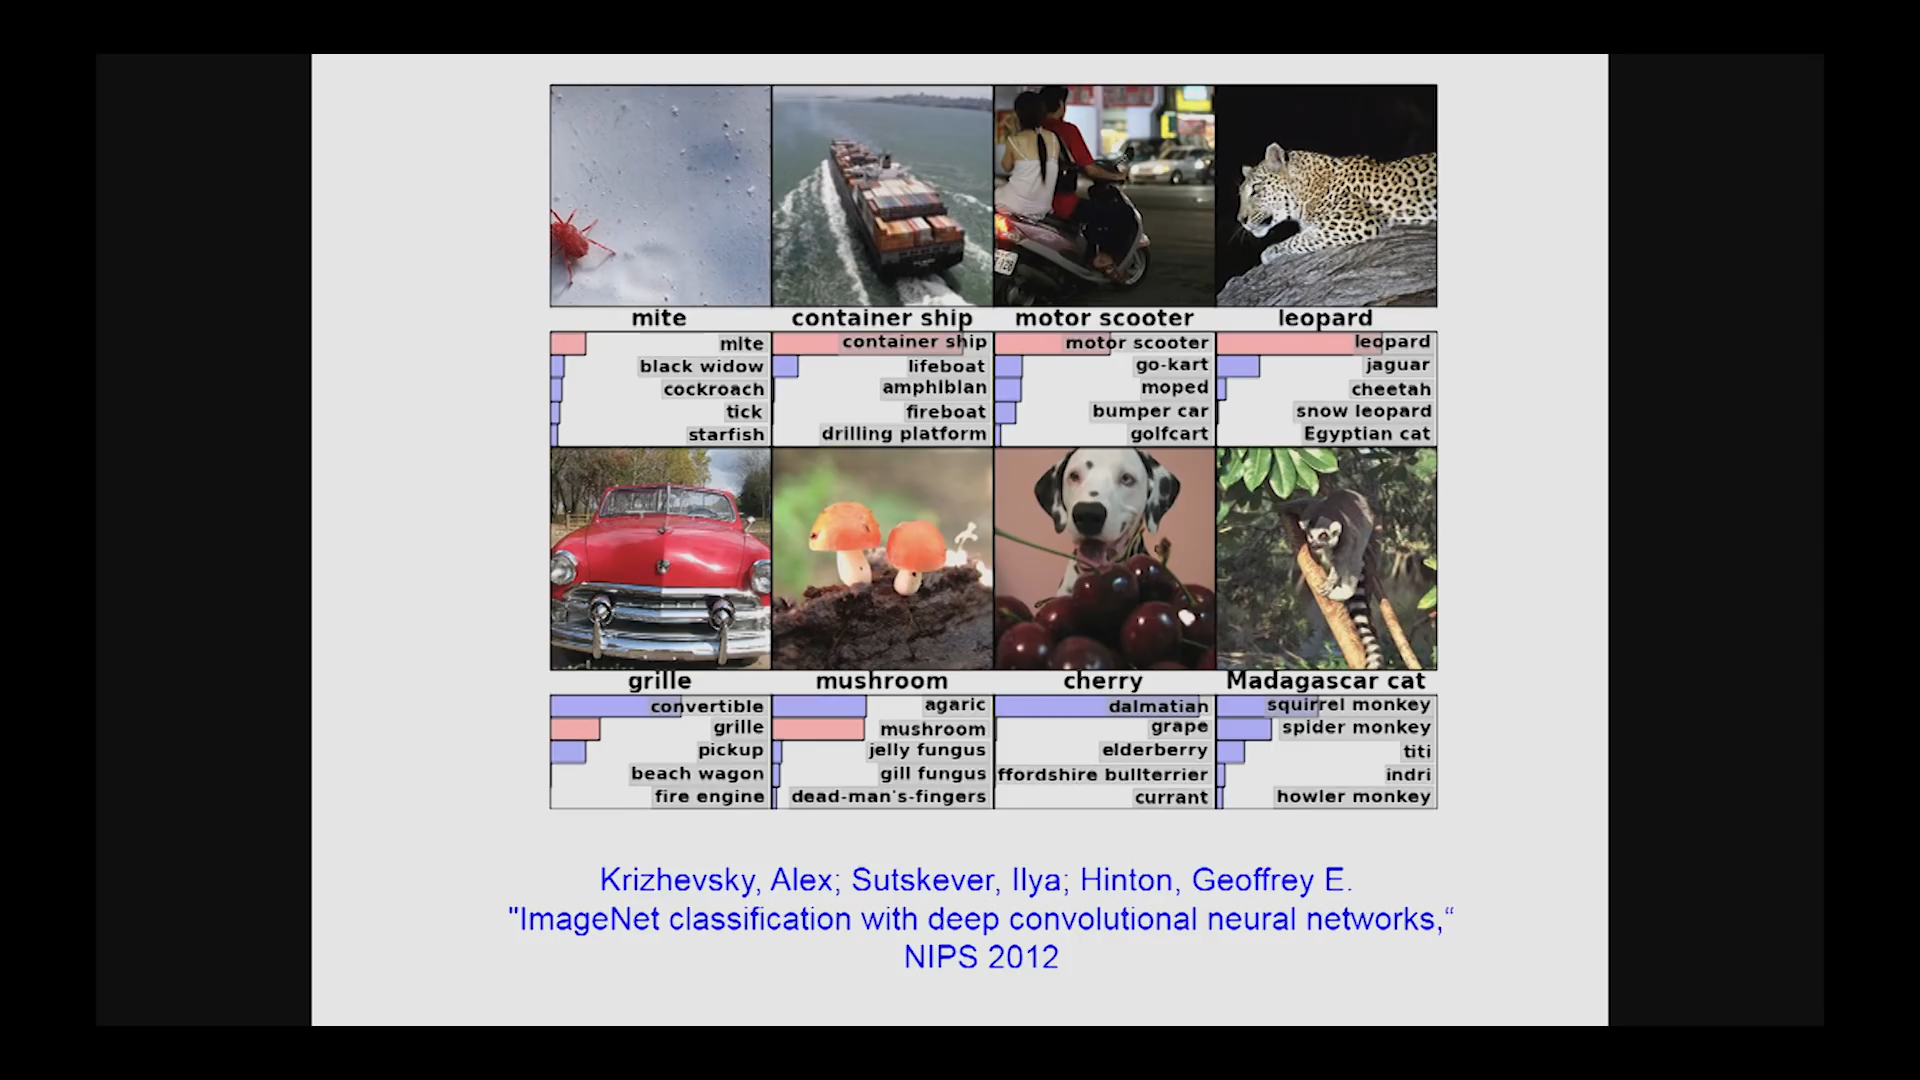 mite
container ship
motor scooter
leopard
mite
black widow
cockroach
tick
starfish
container ship
lifeboat
amphibian
fireboat
drilling platform
motor scooter
go-kart
moped
bumper car
golfcart
leopard
jaguar
cheetah
snow leopard
Egyptian cat
grille
mushroom
cherry
Madagascar cat
convertible
grille
pickup
beach wagon
fire engine
agaric
mushroom
jelly fungus
gill fungus
dead-man's-fingers
dalmatian
grape
elderberry
ffordshire bullterrier
currant
squirrel monkey
spider monkey
titi
indri
howler monkey
Krizhevsky, Alex; Sutskever, Ilya; Hinton, Geoffrey E.
"ImageNet classification with deep convolutional neural networks,“
NIPS 2012